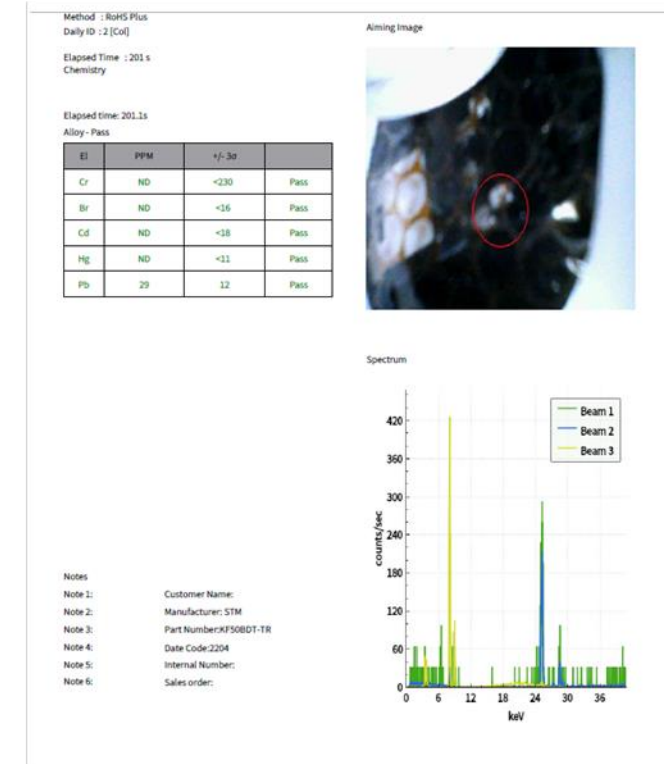 Method : RoHS Plus
Daily ID : 2 [Col]
Elapsed Time : 201 s
Chemistry
Elapsed time: 201.1s
Alloy - Pass
El PPM +/- 3σ
Cr ND <230 Pass
Br ND <16 Pass
Cd ND <18 Pass
Hg ND <11 Pass
Pb 29 12 Pass
Aiming Image
Spectrum
Beam 1
Beam 2
Beam 3
counts/sec
420
360
300
240
180
120
60
0
0 6 12 18 24 30 36
keV
Notes
Note 1: Customer Name:
Note 2: Manufacturer: STM
Note 3: Part Number:KF50BDT-TR
Note 4: Date Code:2204
Note 5: Internal Number:
Note 6: Sales order: